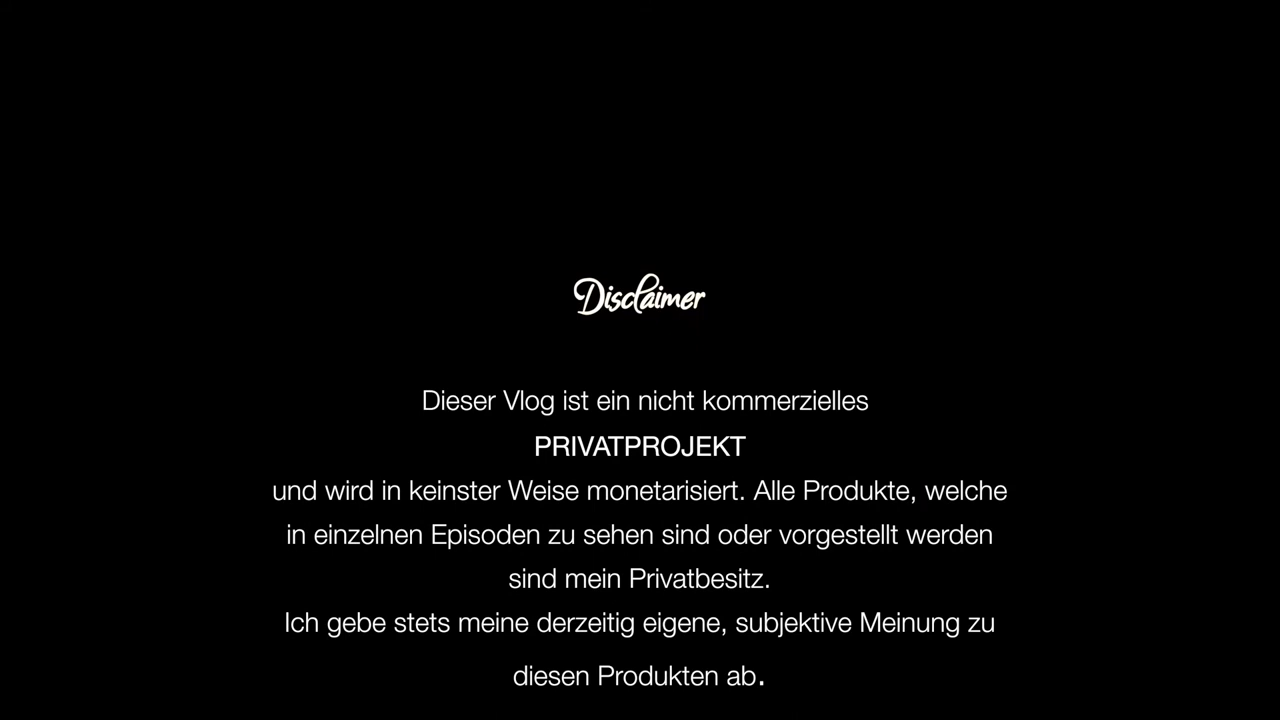 Disclaimer
Dieser Vlog ist ein nicht kommerzielles
PRIVATPROJEKT
und wird in keinster Weise monetarisiert. Alle Produkte, welche
in einzelnen Episoden zu sehen sind oder vorgestellt werden
sind mein Privatbesitz.
Ich gebe stets meine derzeitig eigene, subjektive Meinung zu
diesen Produkten ab.